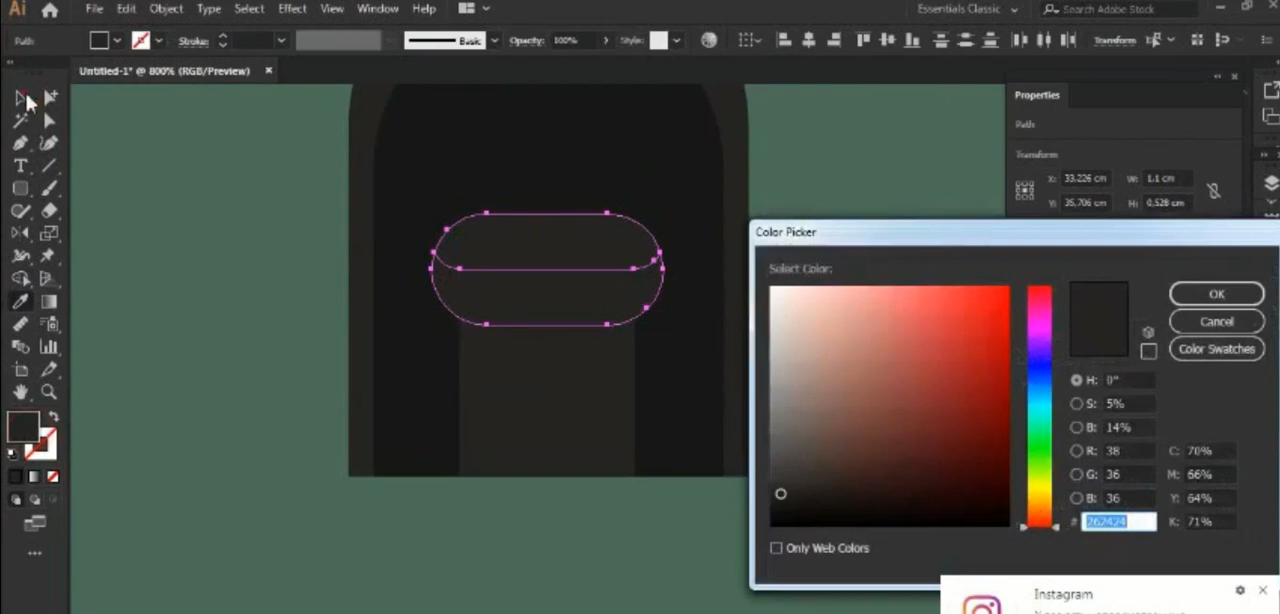 Ai File Edit Object Type Select Effect View Window Help Essentials Classic Search Adobe Stock
Path Stroke: Basic Opacity: 100% Style: Transform
Untitled-1* @ 800% (RGB/Preview)
Properties
Path
Transform
X: 33.226 cm W: 1.1 cm
Y: 35,706 cm H: 0,528 cm
Color Picker
Select Color:
OK
Cancel
Color Swatches
H: 0°
S: 5%
B: 14%
R: 38 C: 70%
G: 36 M: 66%
B: 36 Y: 64%
# 262424 K: 71%
Only Web Colors
Instagram